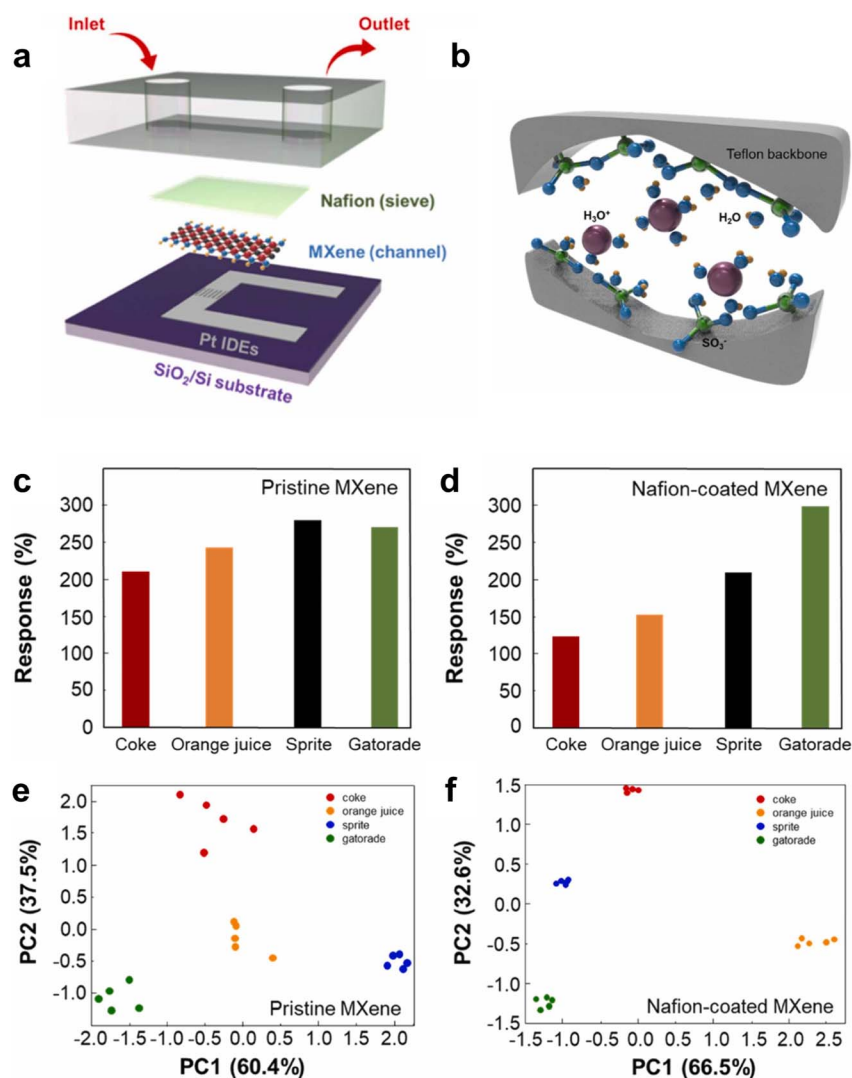 a
Inlet
Outlet
Nafion (sieve)
MXene (channel)
Pt IDEs
SiO₂/Si substrate
b
Teflon backbone
H₃O⁺
H₂O
SO₃⁻
c
Pristine MXene
Response (%)
300
250
200
150
100
50
0
Coke Orange juice Sprite Gatorade
d
Nafion-coated MXene
Response (%)
300
250
200
150
100
50
0
Coke Orange juice Sprite Gatorade
e
coke
orange juice
sprite
gatorade
PC2 (37.5%)
2.0
1.5
1.0
0.5
0.0
-0.5
-1.0
Pristine MXene
-2.0 -1.5 -1.0 -0.5 0.0 0.5 1.0 1.5 2.0
PC1 (60.4%)
f
coke
orange juice
sprite
gatorade
PC2 (32.6%)
1.5
1.0
0.5
0.0
-0.5
-1.0
-1.5
Nafion-coated MXene
-1.5 -1.0 -0.5 0.0 0.5 1.0 1.5 2.0 2.5
PC1 (66.5%)